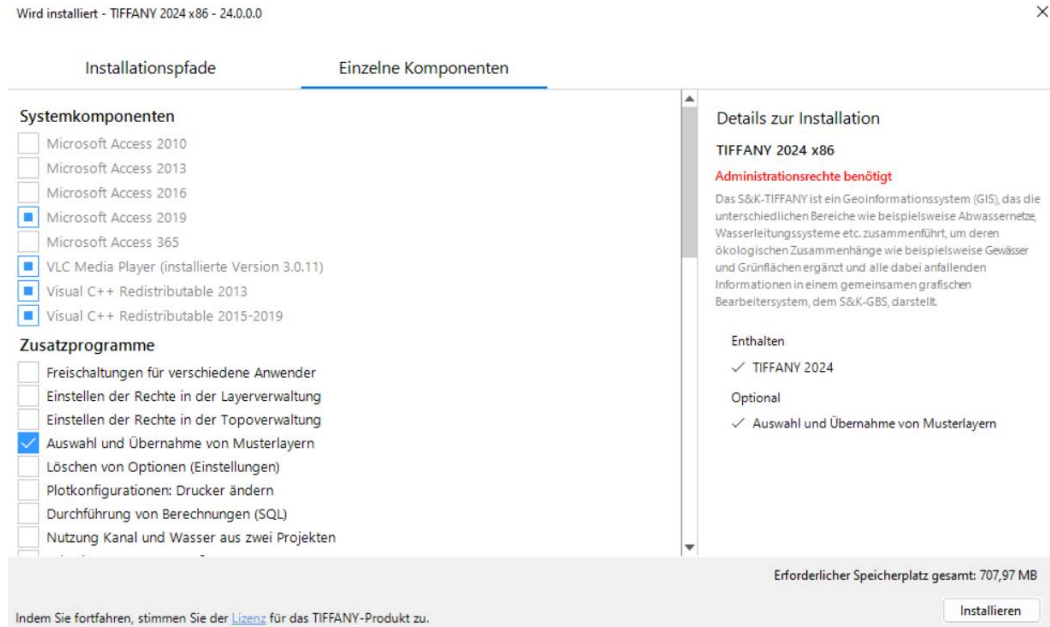 Wird installiert - TIFFANY 2024 x86 - 24.0.0.0
Installationspfade
Einzelne Komponenten
Systemkomponenten
Microsoft Access 2010
Microsoft Access 2013
Microsoft Access 2016
Microsoft Access 2019
Microsoft Access 365
VLC Media Player (installierte Version 3.0.11)
Visual C++ Redistributable 2013
Visual C++ Redistributable 2015-2019
Zusatzprogramme
Freischaltungen für verschiedene Anwender
Einstellen der Rechte in der Layerverwaltung
Einstellen der Rechte in der Topoverwaltung
Auswahl und Übernahme von Musterlayern
Löschen von Optionen (Einstellungen)
Plotkonfigurationen: Drucker ändern
Durchführung von Berechnungen (SQL)
Nutzung Kanal und Wasser aus zwei Projekten
Details zur Installation
TIFFANY 2024 x86
Administrationsrechte benötigt
Das S&K-TIFFANY ist ein Geoinformationssystem (GIS), das die
unterschiedlichen Bereiche wie beispielsweise Abwassernetze,
Wasserleitungssysteme etc. zusammenführt, um deren
ökologischen Zusammenhänge wie beispielsweise Gewässer
und Grünflächen ergänzt und alle dabei anfallenden
Informationen in einem gemeinsamen grafischen
Bearbeitersystem, dem S&K-GBS, darstellt.
Enthalten
TIFFANY 2024
Optional
Auswahl und Übernahme von Musterlayern
Erforderlicher Speicherplatz gesamt: 707,97 MB
Indem Sie fortfahren, stimmen Sie der Lizenz für das TIFFANY-Produkt zu.
Installieren